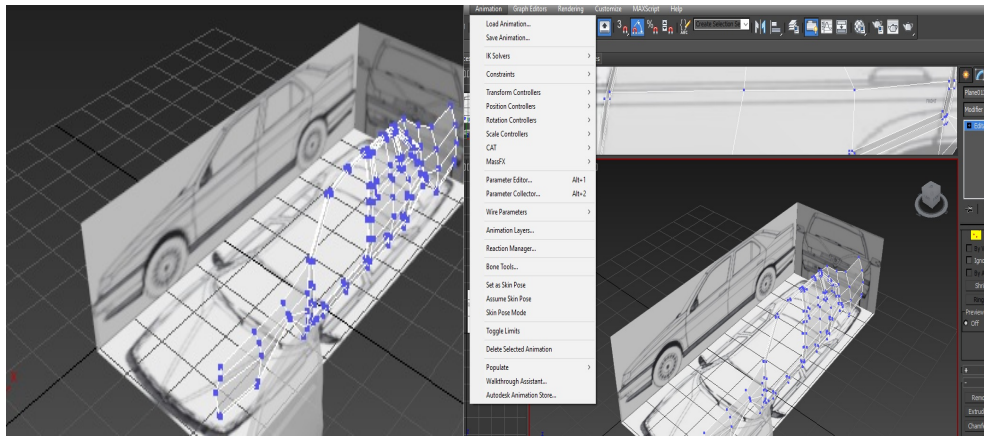 Animation Graph Editors Rendering Customize MAXScript Help
Load Animation...
Save Animation...
IK Solvers
Constraints
Transform Controllers
Position Controllers
Rotation Controllers
Scale Controllers
CAT
MassFX
Parameter Editor... Alt+1
Parameter Collector... Alt+2
Wire Parameters
Animation Layers...
Reaction Manager...
Bone Tools...
Set as Skin Pose
Assume Skin Pose
Skin Pose Mode
Toggle Limits
Delete Selected Animation
Populate
Walkthrough Assistant...
Autodesk Animation Store...
3
Create Selection Se
Modifier
Preview
Off
Extrud